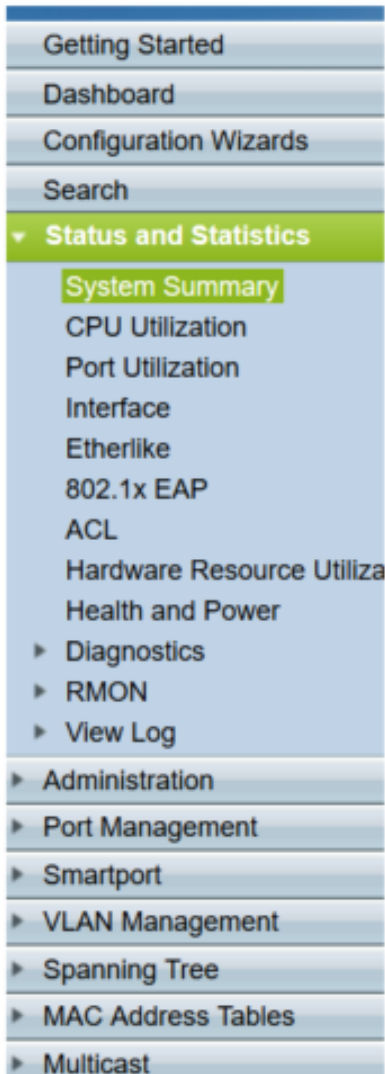 Getting Started
Dashboard
Configuration Wizards
Search
Status and Statistics
System Summary
CPU Utilization
Port Utilization
Interface
Etherlike
802.1x EAP
ACL
Hardware Resource Utiliza
Health and Power
Diagnostics
RMON
View Log
Administration
Port Management
Smartport
VLAN Management
Spanning Tree
MAC Address Tables
Multicast